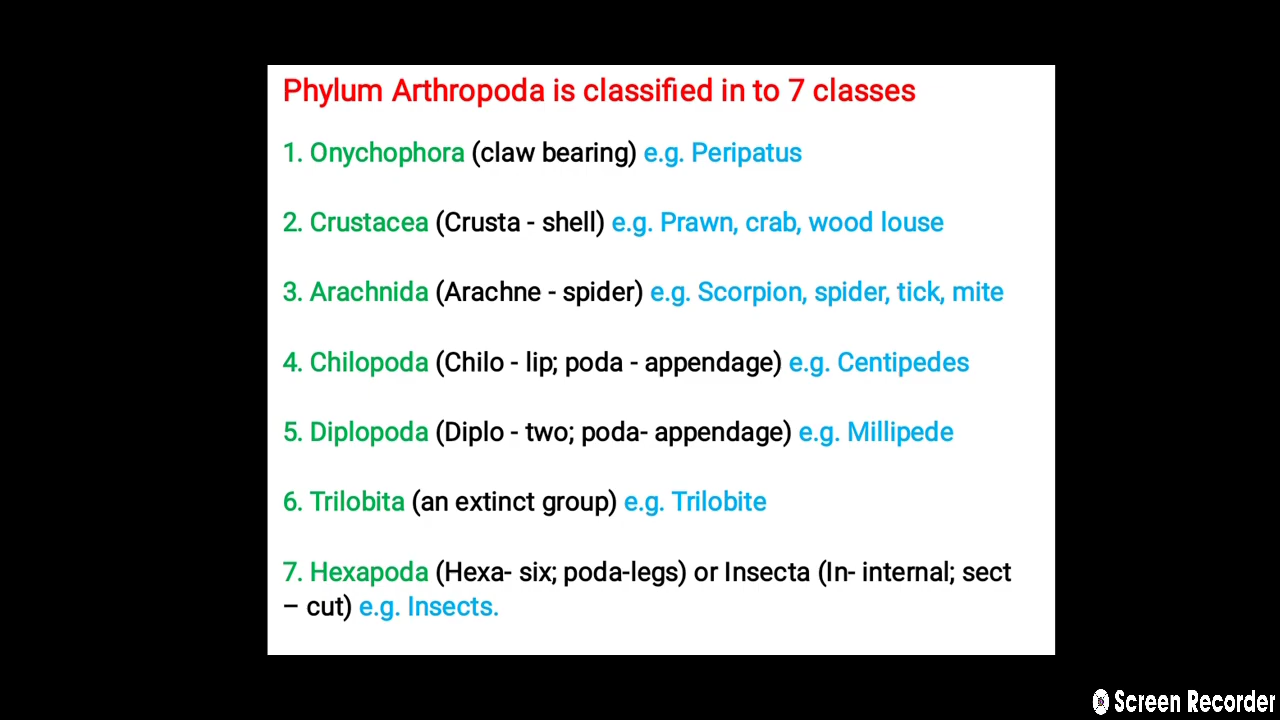 Phylum Arthropoda is classified in to 7 classes
1. Onychophora (claw bearing) e.g. Peripatus
2. Crustacea (Crusta - shell) e.g. Prawn, crab, wood louse
3. Arachnida (Arachne - spider) e.g. Scorpion, spider, tick, mite
4. Chilopoda (Chilo - lip; poda - appendage) e.g. Centipedes
5. Diplopoda (Diplo - two; poda- appendage) e.g. Millipede
6. Trilobita (an extinct group) e.g. Trilobite
7. Hexapoda (Hexa- six; poda-legs) or Insecta (In- internal; sect
– cut) e.g. Insects.
Screen Recorder